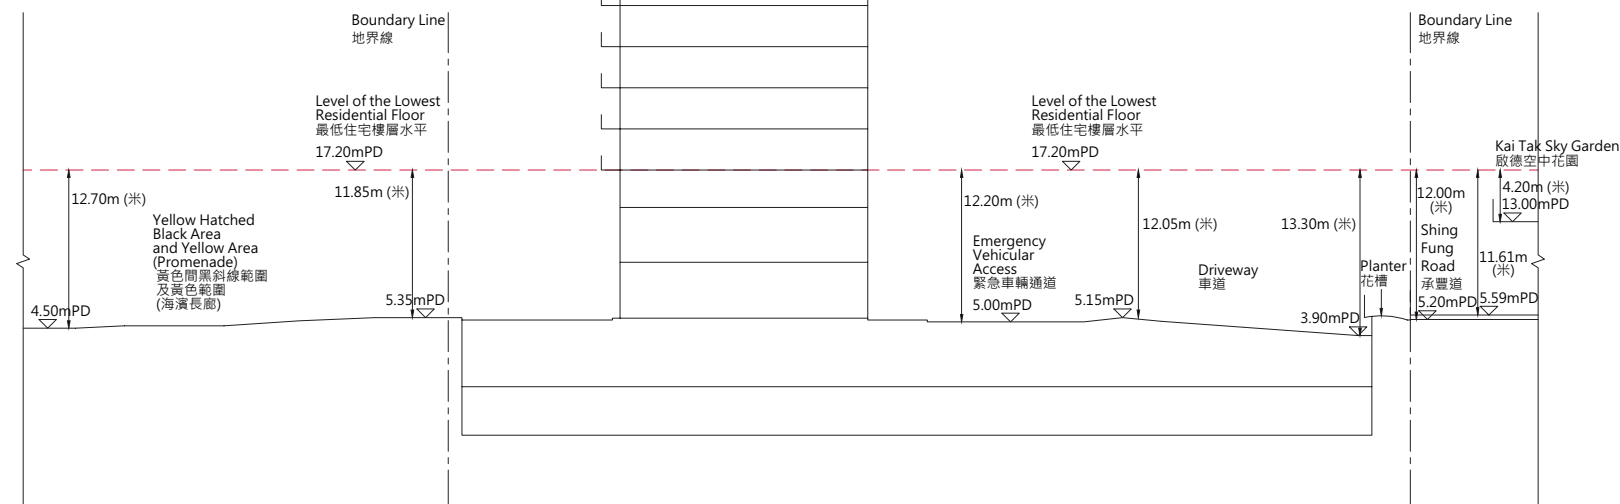 Boundary Line
地界線
Level of the Lowest
Residential Floor
最低住宅樓層水平
17.20mPD
12.70m (米)
11.85m (米)
Yellow Hatched
Black Area
and Yellow Area
(Promenade)
黃色間黑斜線範圍
及黃色範圍
(海濱長廊)
4.50mPD
5.35mPD
Level of the Lowest
Residential Floor
最低住宅樓層水平
17.20mPD
12.20m (米)
Emergency
Vehicular
Access
緊急車輛通道
5.00mPD
12.05m (米)
5.15mPD
Driveway
車道
13.30m (米)
3.90mPD
Planter
花槽
Boundary Line
地界線
12.00m
(米)
Shing
Fung
Road
承豐道
5.20mPD
Kai Tak Sky Garden
啟德空中花園
4.20m (米)
13.00mPD
11.61m
(米)
5.59mPD